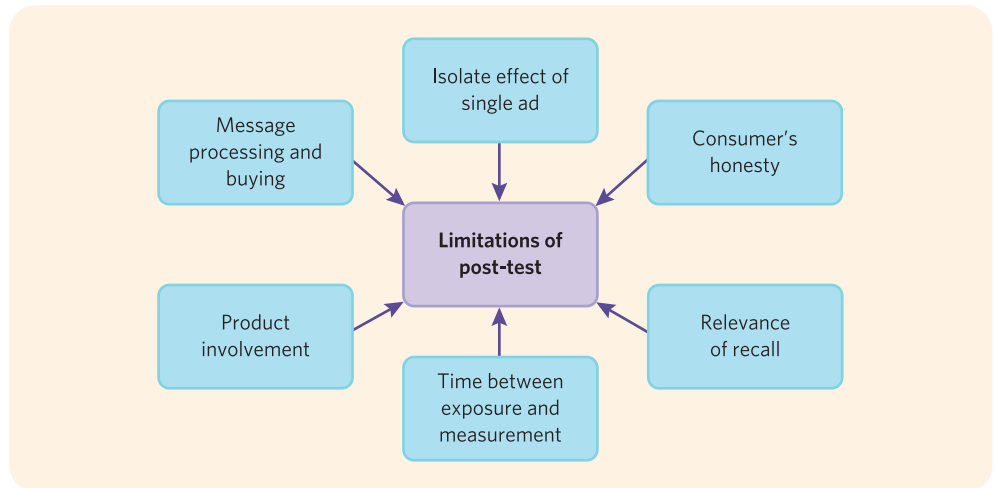 Isolate effect of
single ad
Message
processing and
buying
Consumer’s
honesty
Limitations of
post-test
Product
involvement
Relevance
of recall
Time between
exposure and
measurement